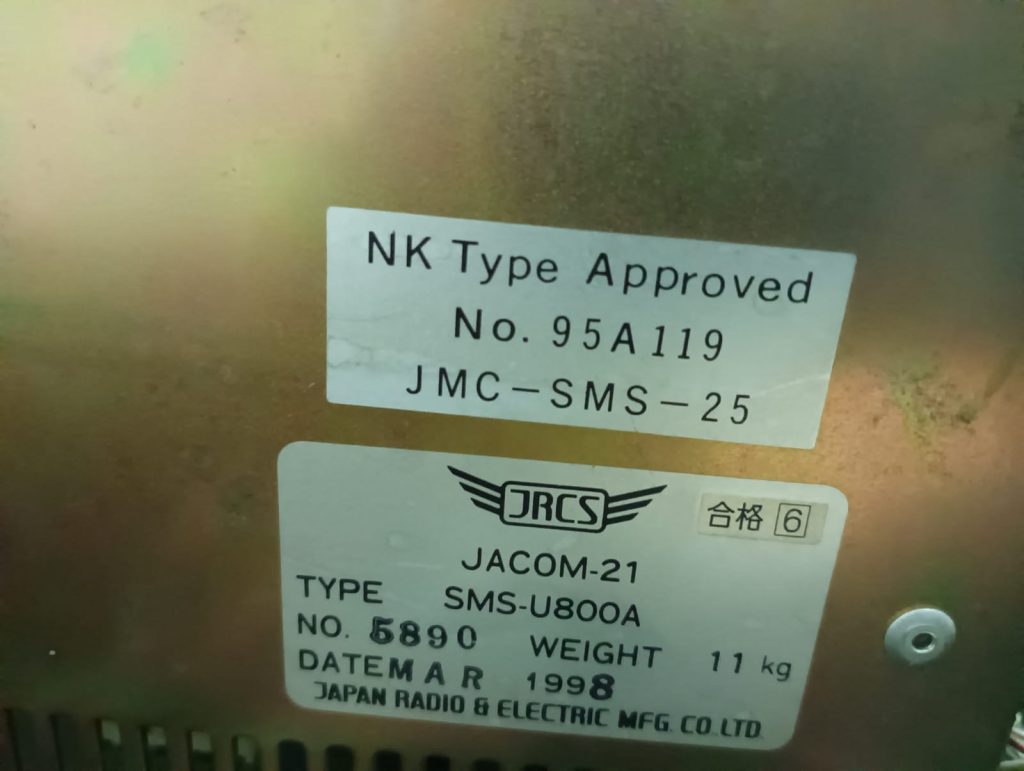 NK Type Approved
No. 95A119
JMC-SMS-25
JRCS
合格 6
JACOM-21
TYPE SMS-U800A
NO. 5890 WEIGHT 11 kg
DATE MAR 1998
JAPAN RADIO & ELECTRIC MFG. CO. LTD.